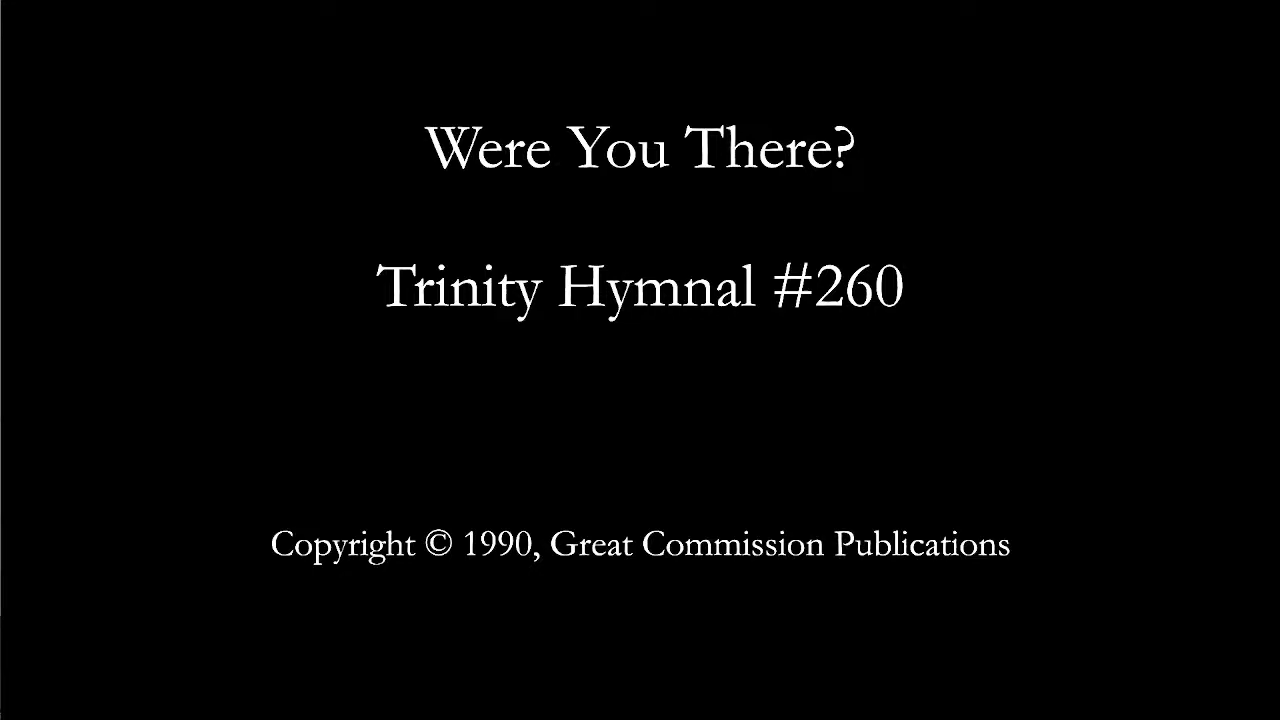 Were You There?
Trinity Hymnal #260
Copyright © 1990, Great Commission Publications